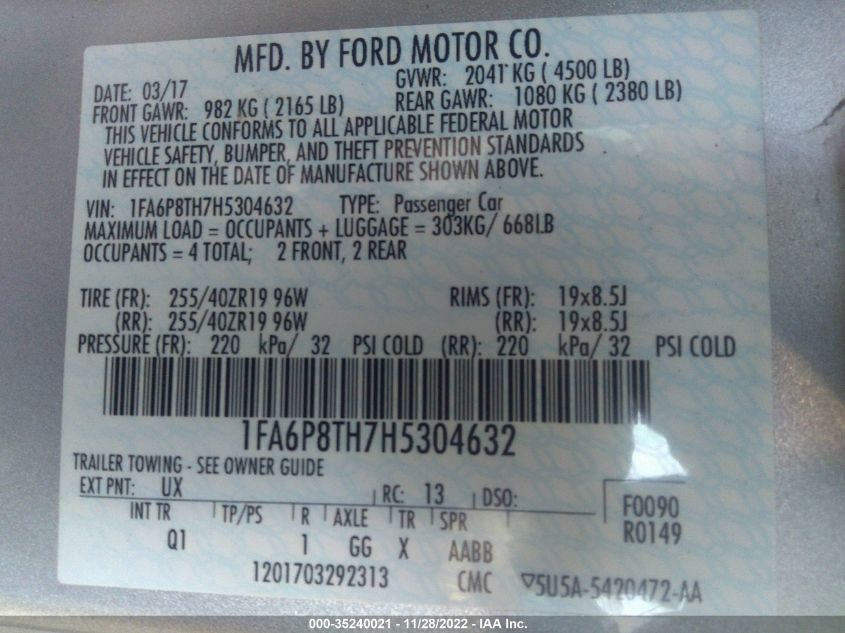 MFD. BY FORD MOTOR CO.
DATE: 03/17 GVWR: 2041 KG ( 4500 LB)
FRONT GAWR: 982 KG ( 2165 LB) REAR GAWR: 1080 KG ( 2380 LB)
THIS VEHICLE CONFORMS TO ALL APPLICABLE FEDERAL MOTOR
VEHICLE SAFETY, BUMPER, AND THEFT PREVENTION STANDARDS
IN EFFECT ON THE DATE OF MANUFACTURE SHOWN ABOVE.
VIN: 1FA6P8TH7H5304632 TYPE: Passenger Car
MAXIMUM LOAD = OCCUPANTS + LUGGAGE = 303KG/ 668LB
OCCUPANTS = 4 TOTAL; 2 FRONT, 2 REAR
TIRE (FR): 255/40ZR19 96W RIMS (FR): 19x8.5J
(RR): 255/40ZR19 96W (RR): 19x8.5J
PRESSURE (FR): 220 kPa/ 32 PSI COLD (RR): 220 kPa/ 32 PSI COLD
1FA6P8TH7H5304632
TRAILER TOWING - SEE OWNER GUIDE
EXT PNT: UX RC: 13 DSO: F0090
INT TR TP/PS R AXLE TR SPR R0149
Q1 1 GG X AABB
1201703292313 CMC ▽5U5A-5420472-AA
000-35240021 - 11/28/2022 - IAA Inc.